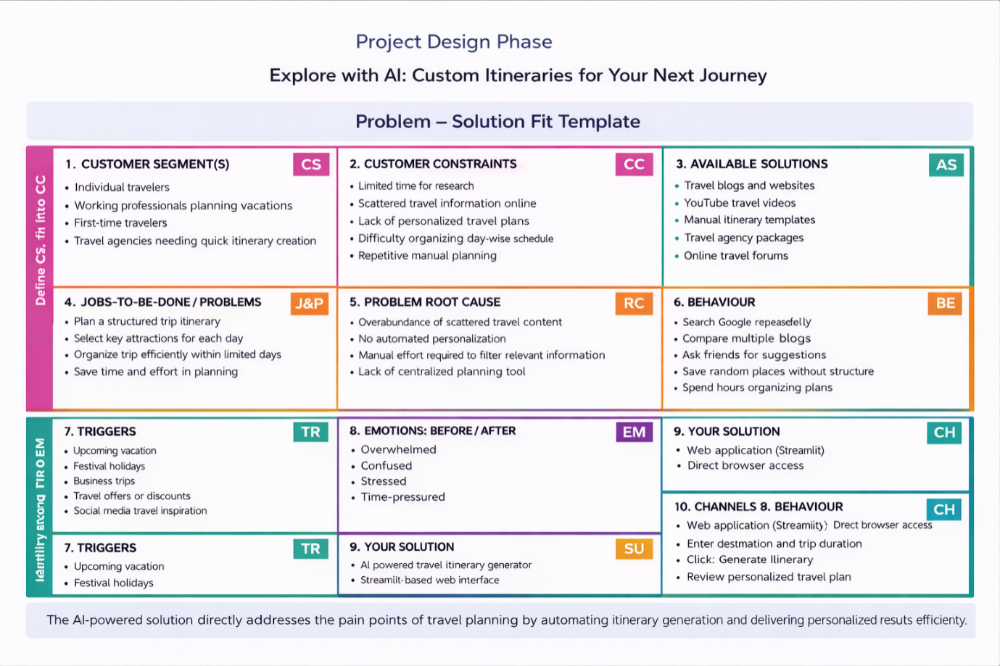 Project Design Phase
Explore with AI: Custom Itineraries for Your Next Journey
Problem – Solution Fit Template
Define CS, fit into CC
1. CUSTOMER SEGMENT(S)
CS
• Individual travelers
• Working professionals planning vacations
• First-time travelers
• Travel agencies needing quick itinerary creation
2. CUSTOMER CONSTRAINTS
CC
• Limited time for research
• Scattered travel information online
• Lack of personalized travel plans
• Difficulty organizing day-wise schedule
• Repetitive manual planning
3. AVAILABLE SOLUTIONS
AS
• Travel blogs and websites
• YouTube travel videos
• Manual itinerary templates
• Travel agency packages
• Online travel forums
4. JOBS-TO-BE-DONE / PROBLEMS
J&P
• Plan a structured trip itinerary
• Select key attractions for each day
• Organize trip efficiently within limited days
• Save time and effort in planning
5. PROBLEM ROOT CAUSE
RC
• Overabundance of scattered travel content
• No automated personalization
• Manual effort required to filter relevant information
• Lack of centralized planning tool
6. BEHAVIOUR
BE
• Search Google repeasefelly
• Compare multiple blogs
• Ask friends for suggestions
• Save random places without structure
• Spend hours organizing plans
7. TRIGGERS
TR
• Upcoming vacation
• Festival holidays
• Business trips
• Travel offers or discounts
• Social media travel inspiration
8. EMOTIONS: BEFORE / AFTER
EM
• Overwhelmed
• Confused
• Stressed
• Time-pressured
9. YOUR SOLUTION
CH
• Web application (Streamlit)
• Direct browser access
7. TRIGGERS
TR
• Upcoming vacation
• Festival holidays
9. YOUR SOLUTION
SU
• AI powered travel itinerary generator
• Streamlit-based web interface
10. CHANNELS 8. BEHAVIOUR
CH
• Web application (Streamiity) Drect browser access
• Enter destmation and trip duration
• Click: Generate Ilinerary
• Review personalized travel plan
The AI-powered solution directly addresses the pain points of travel planning by automating itinerary generation and delivering personalized resuts efficienty.